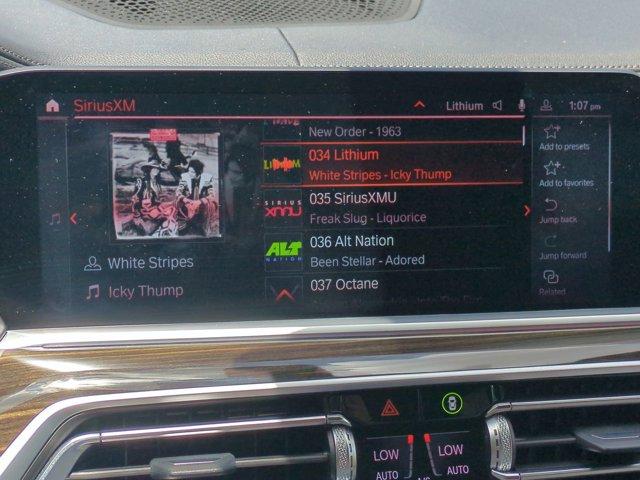 SiriusXM
Lithium
1:07 pm
New Order - 1963
034 Lithium
White Stripes - Icky Thump
035 SiriusXMU
Freak Slug - Liquorice
036 Alt Nation
Been Stellar - Adored
037 Octane
LITHIUM
SIRIUS
XMU
ALT
NATION
White Stripes
Icky Thump
Add to presets
Add to favorites
Jump back
Jump forward
Related
LOW
AUTO
LOW
AUTO